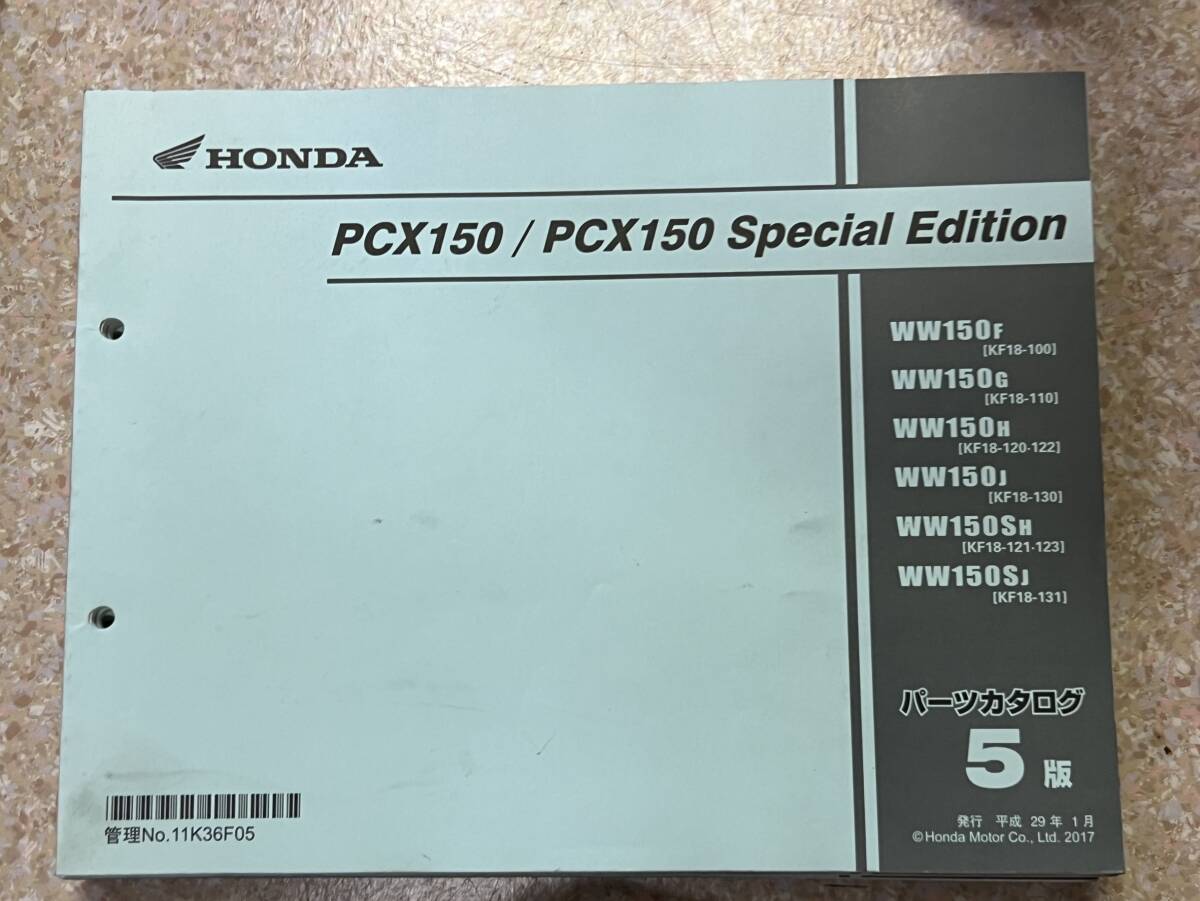 HONDA
PCX150 / PCX150 Special Edition
WW150F
[KF18-100]
WW150G
[KF18-110]
WW150H
[KF18-120·122]
WW150J
[KF18-130]
WW150SH
[KF18-121·123]
WW150SJ
[KF18-131]
パーツカタログ
5 版
発行 平成 29 年 1 月
©Honda Motor Co., Ltd. 2017
管理No.11K36F05